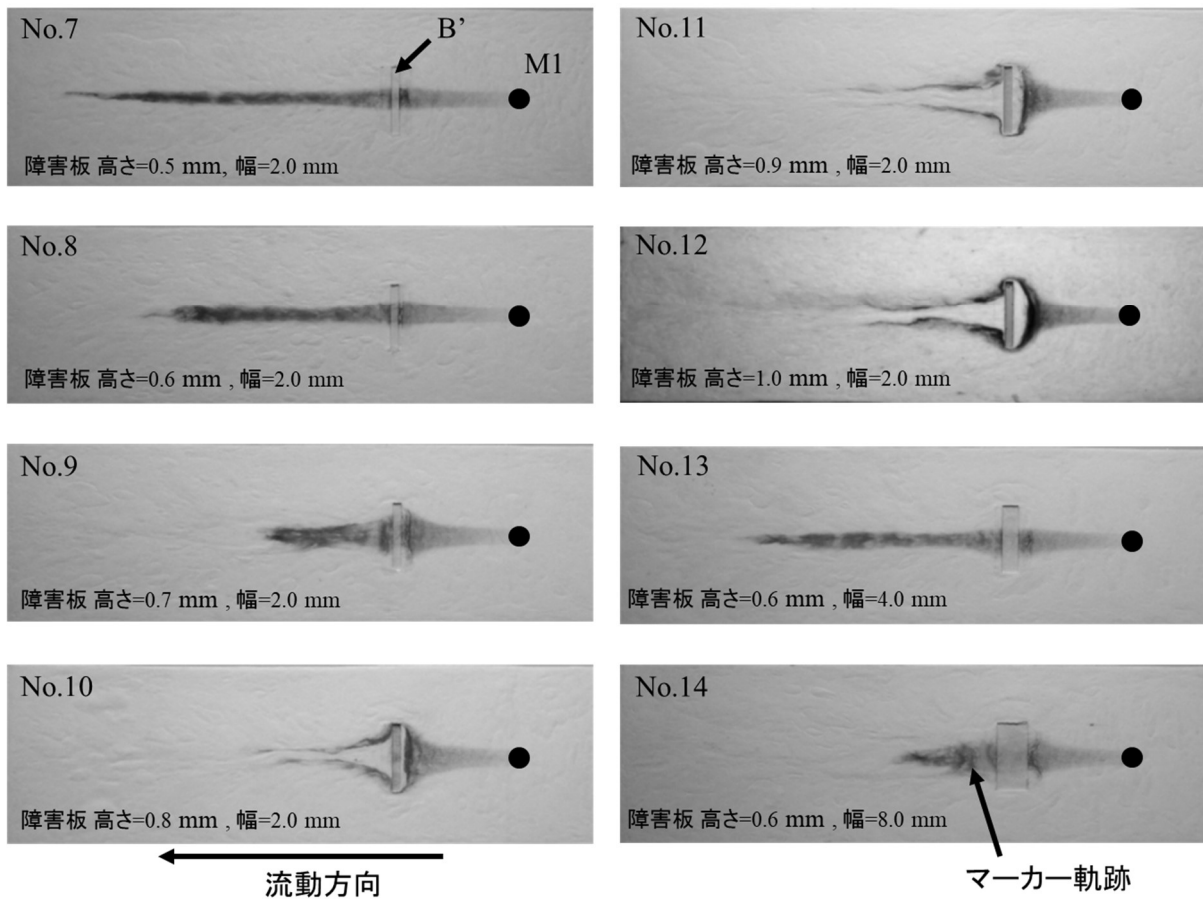 No.7
B’
M1
障害板 高さ=0.5 mm, 幅=2.0 mm
No.8
障害板 高さ=0.6 mm , 幅=2.0 mm
No.9
障害板 高さ=0.7 mm , 幅=2.0 mm
No.10
障害板 高さ=0.8 mm , 幅=2.0 mm
流動方向
No.11
障害板 高さ=0.9 mm , 幅=2.0 mm
No.12
障害板 高さ=1.0 mm , 幅=2.0 mm
No.13
障害板 高さ=0.6 mm , 幅=4.0 mm
No.14
障害板 高さ=0.6 mm , 幅=8.0 mm
マーカー軌跡